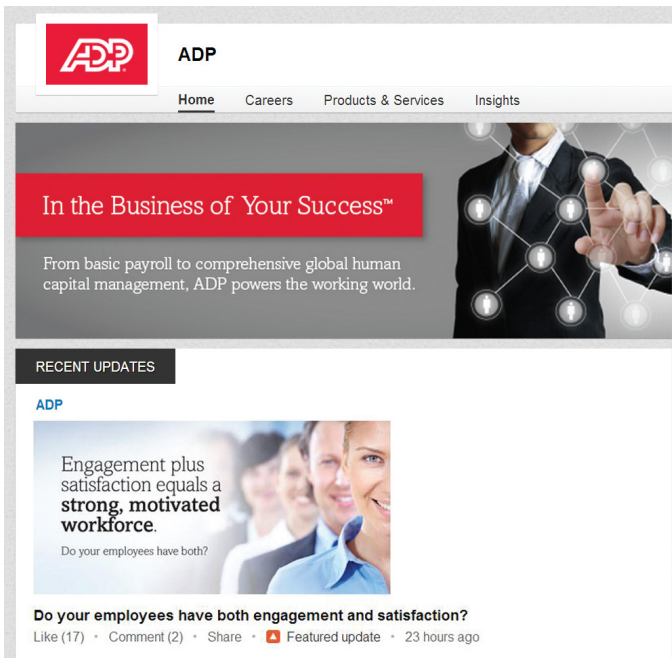 ADP
ADP
Home Careers Products & Services Insights
In the Business of Your Success™
From basic payroll to comprehensive global human
capital management, ADP powers the working world.
RECENT UPDATES
ADP
Engagement plus
satisfaction equals a
strong, motivated
workforce.
Do your employees have both?
Do your employees have both engagement and satisfaction?
Like (17) • Comment (2) • Share • Featured update • 23 hours ago